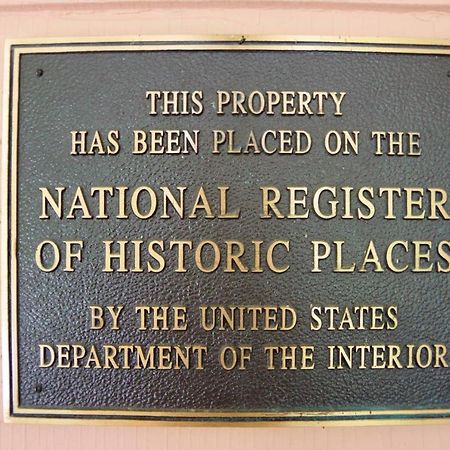 THIS PROPERTY
HAS BEEN PLACED ON THE
NATIONAL REGISTER
OF HISTORIC PLACES
BY THE UNITED STATES
DEPARTMENT OF THE INTERIOR